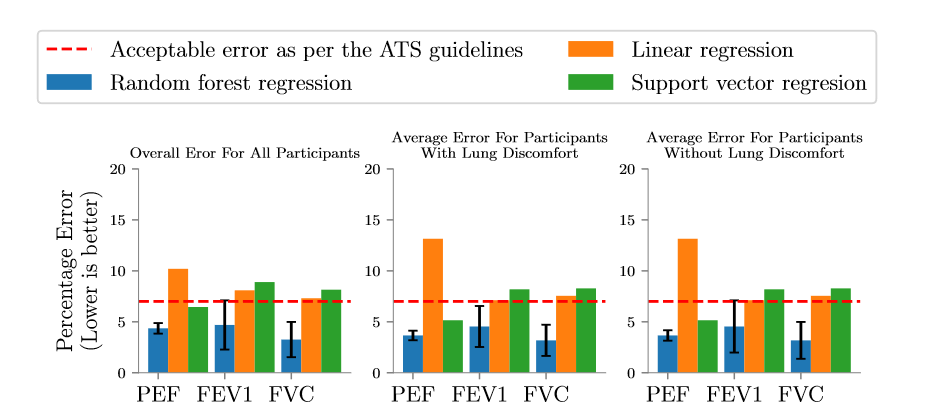 Acceptable error as per the ATS guidelines
Random forest regression
Linear regression
Support vector regresion
Percentage Error
(Lower is better)
Overall Eror For All Participants
20
15
10
5
0
PEF FEV1 FVC
Average Error For Participants
With Lung Discomfort
20
15
10
5
0
PEF FEV1 FVC
Average Error For Participants
Without Lung Discomfort
20
15
10
5
0
PEF FEV1 FVC